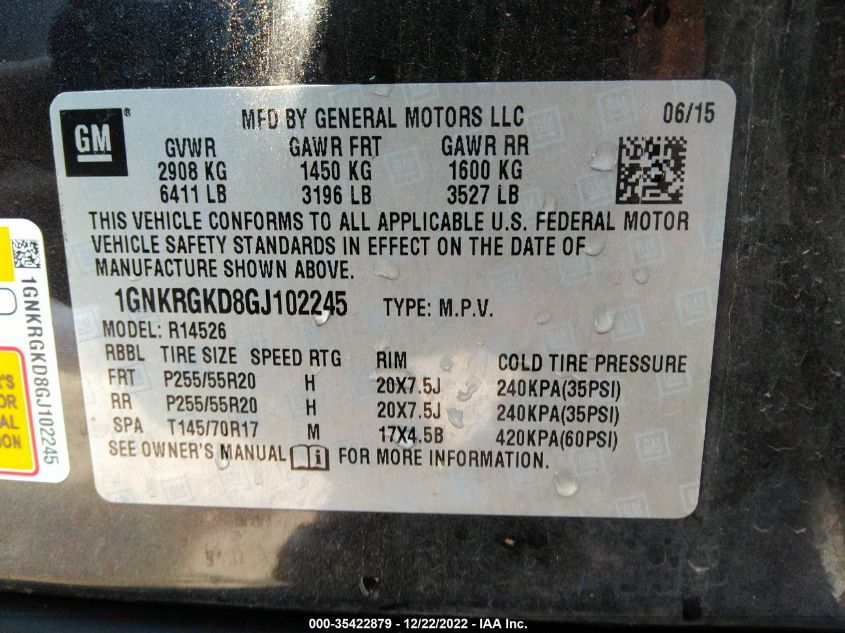 GM
®
MFD BY GENERAL MOTORS LLC 06/15
GVWR GAWR FRT GAWR RR
2908 KG 1450 KG 1600 KG
6411 LB 3196 LB 3527 LB
THIS VEHICLE CONFORMS TO ALL APPLICABLE U.S. FEDERAL MOTOR
VEHICLE SAFETY STANDARDS IN EFFECT ON THE DATE OF
MANUFACTURE SHOWN ABOVE.
1GNKRGKD8GJ102245 TYPE: M.P.V.
MODEL: R14526
RBBL TIRE SIZE SPEED RTG RIM COLD TIRE PRESSURE
FRT P255/55R20 H 20X7.5J 240KPA(35PSI)
RR P255/55R20 H 20X7.5J 240KPA(35PSI)
SPA T145/70R17 M 17X4.5B 420KPA(60PSI)
SEE OWNER'S MANUAL FOR MORE INFORMATION.
1GNKRGKD8GJ102245
000-35422879 - 12/22/2022 - IAA Inc.